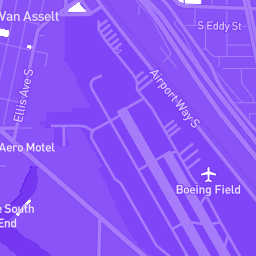 Van Asselt
S Eddy St
Ellis Ave S
Airport Way S
Aero Motel
Boeing Field
South
End